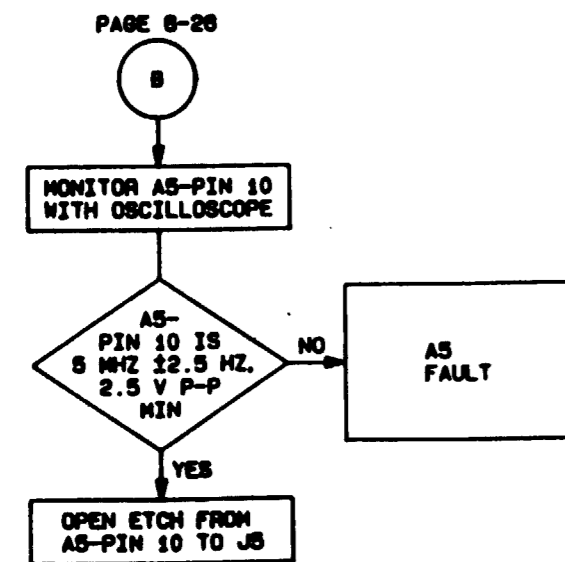 PAGE 6-26
B
MONITOR A5-PIN 10
WITH OSCILLOSCOPE
A5-
PIN 10 IS
5 MHZ ±2.5 HZ.
2.5 V P-P
MIN
NO
A5
FAULT
YES
OPEN ETCH FROM
A5-PIN 10 TO J5